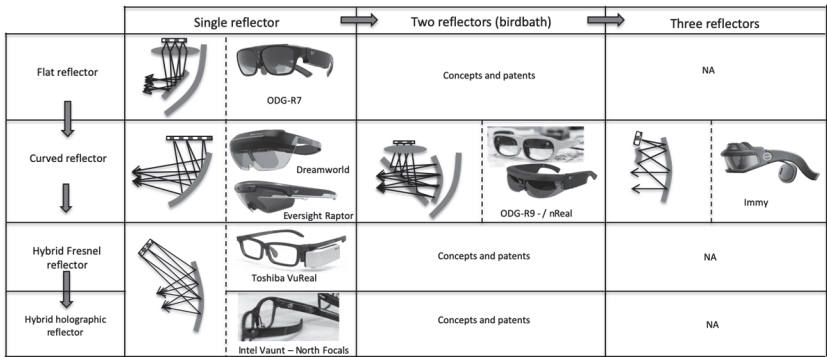 Single reflector
Two reflectors (birdbath)
Three reflectors
Flat reflector
ODG-R7
Concepts and patents
NA
Curved reflector
Dreamworld
Eversight Raptor
ODG-R9 - / nReal
Immy
Hybrid Fresnel
reflector
Toshiba VuReal
Concepts and patents
NA
Hybrid holographic
reflector
Intel Vaunt – North Focals
Concepts and patents
NA